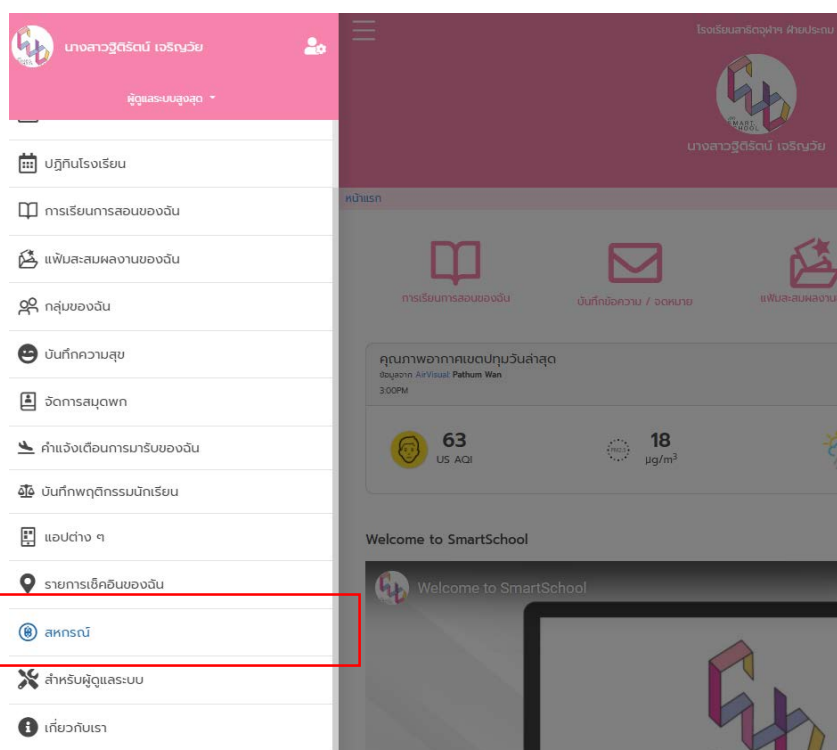 นางสาวฐิติรัตน์ เจริญวัย
ผู้ดูแลระบบสูงสุด
ปฏิทินโรงเรียน
การเรียนการสอนของฉัน
แฟ้มสะสมผลงานของฉัน
กลุ่มของฉัน
บันทึกความสุข
จัดการสมุดพก
คำแจ้งเตือนการมารับของฉัน
บันทึกพฤติกรรมนักเรียน
แอปต่าง ๆ
รายการเช็คอินของฉัน
สหกรณ์
สำหรับผู้ดูแลระบบ
เกี่ยวกับเรา
โรงเรียนสาธิตจุฬาฯ ฝ่ายประถม
SMART
SCHOOL
นางสาวฐิติรัตน์ เจริญวัย
หน้าแรก
การเรียนการสอนของฉัน
บันทึกข้อความ / จดหมาย
แฟ้มสะสมผลงาน
คุณภาพอากาศเขตปทุมวันล่าสุด
ข้อมูลจาก AirVisual: Pathum Wan
3:00PM
63
US AQI
PM2.5
18
µg/m³
Welcome to SmartSchool
Welcome to SmartSchool